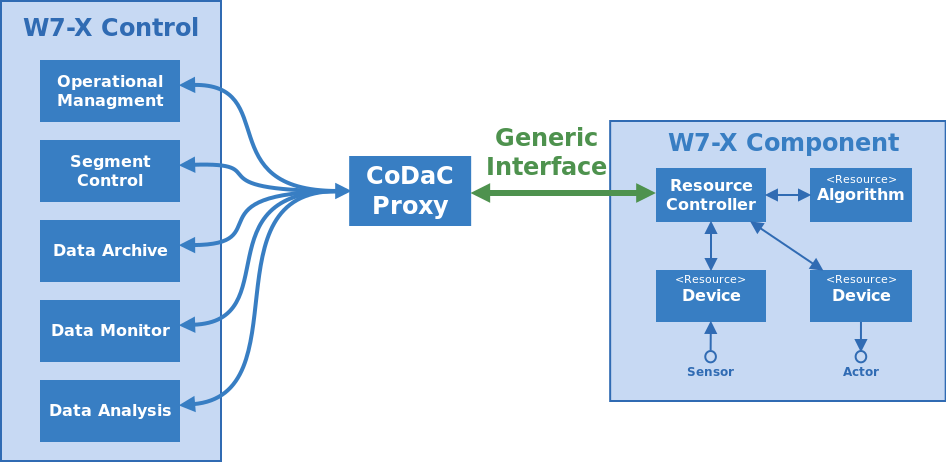 W7-X Control
Operational
Managment
Segment
Control
Data Archive
Data Monitor
Data Analysis
CoDaC
Proxy
Generic
Interface
W7-X Component
Resource
Controller
<Resource>
Algorithm
<Resource>
Device
<Resource>
Device
Sensor
Actor